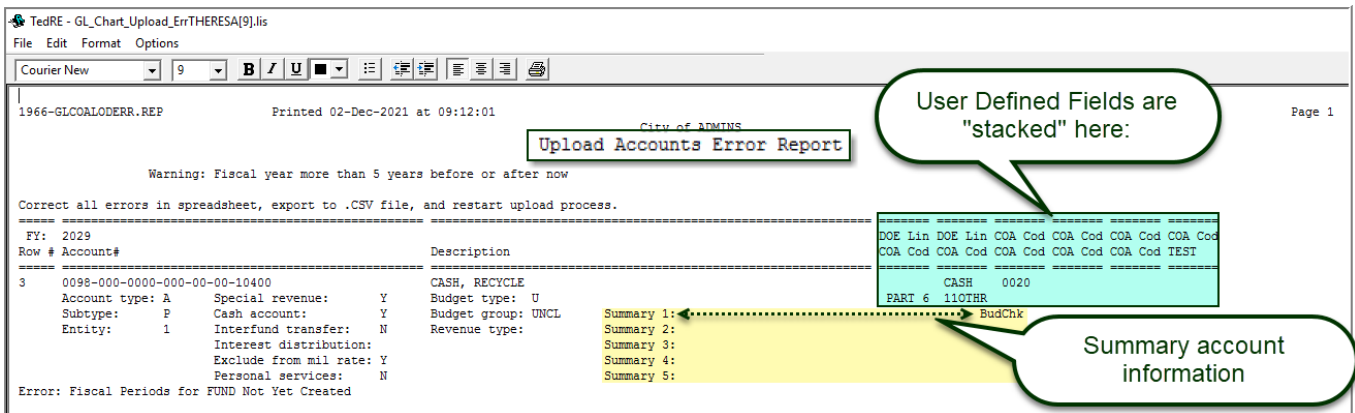 TedRE - GL_Chart_Upload_ErrTHERESA[9].lis
File Edit Format Options
Courier New 9 B I U
1966-GLCOALODERR.REP Printed 02-Dec-2021 at 09:12:01 Page 1
City of ADMINS
Upload Accounts Error Report
User Defined Fields are
"stacked" here:
Warning: Fiscal year more than 5 years before or after now
Correct all errors in spreadsheet, export to .CSV file, and restart upload process.
FY: 2029 DOE Lin DOE Lin COA Cod COA Cod COA Cod COA Cod
Row # Account# Description COA Cod COA Cod COA Cod COA Cod COA Cod TEST
3 0098-000-0000-000-00-00-10400 CASH, RECYCLE CASH 0020
Account type: A Special revenue: Y Budget type: U PART 6 110THR
Subtype: P Cash account: Y Budget group: UNCL Summary 1: BudChk
Entity: 1 Interfund transfer: N Revenue type: Summary 2:
Interest distribution: Summary 3:
Exclude from mil rate: Y Summary 4:
Personal services: N Summary 5:
Summary account
information
Error: Fiscal Periods for FUND Not Yet Created